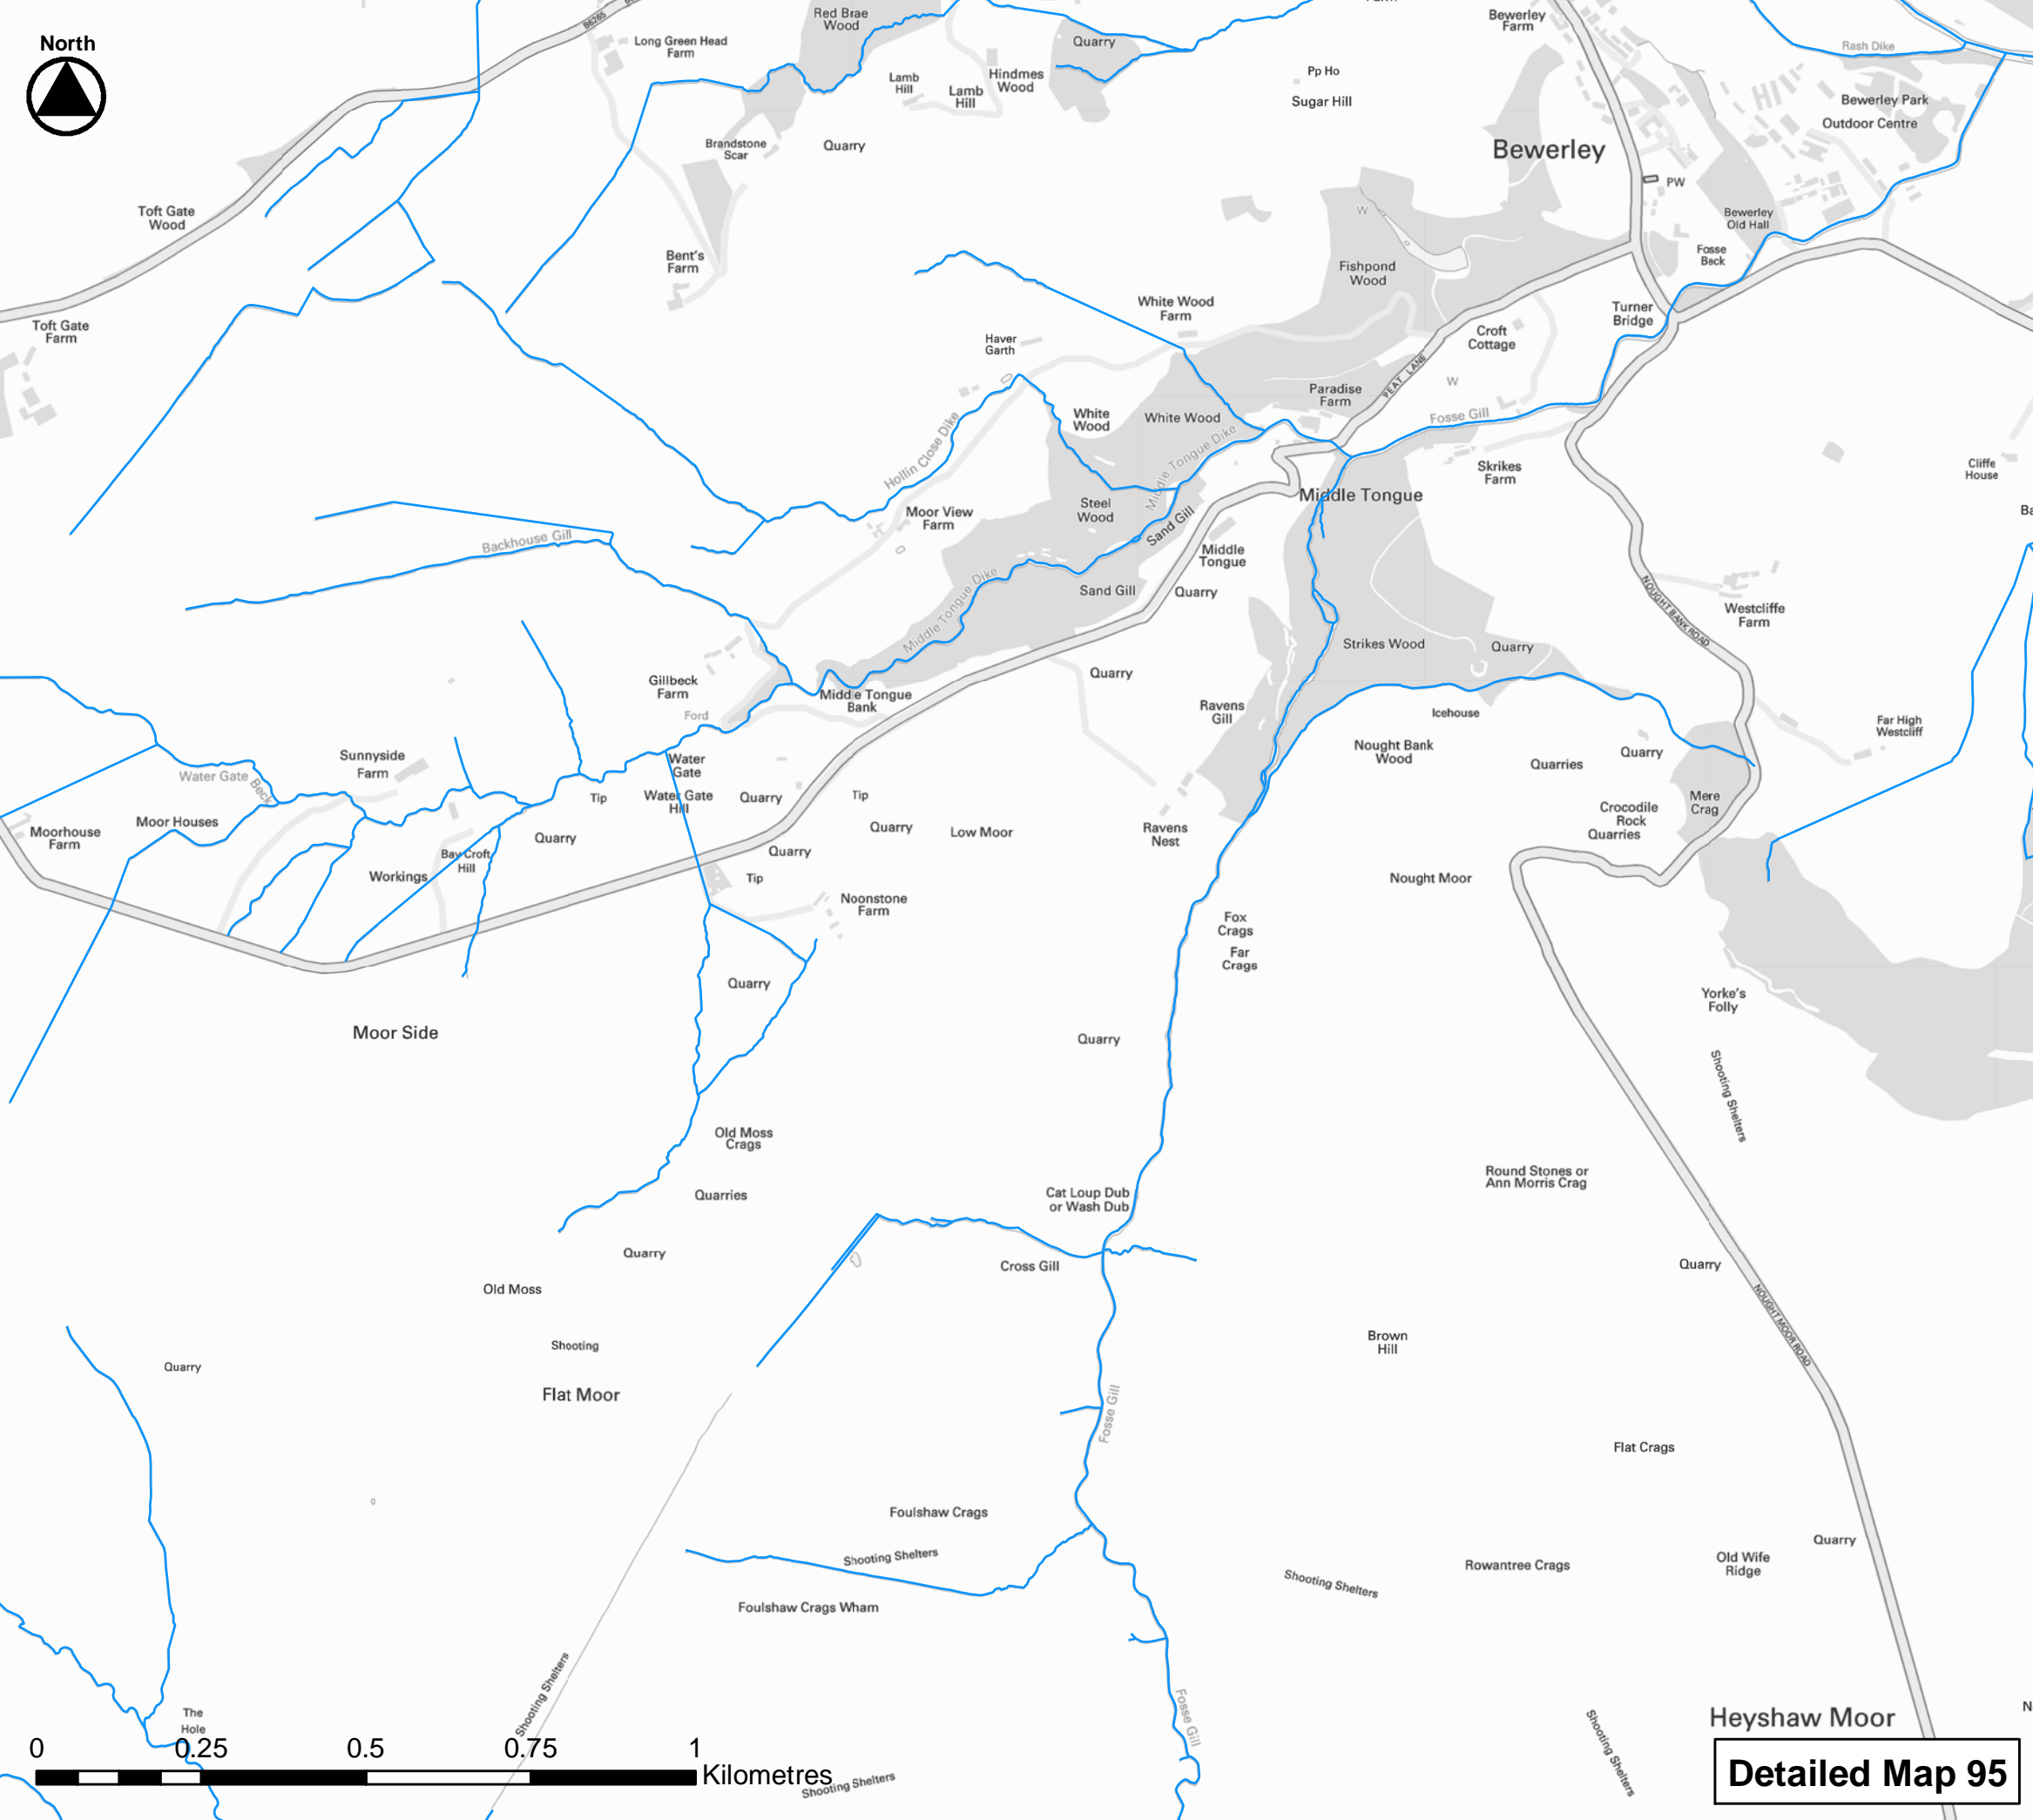 North
B6265
Red Brae
Wood
Long Green Head
Farm
Quarry
Bewerley
Farm
Rash Dike
Lamb
Hill
Lamb
Hill
Hindmes
Wood
Pp Ho
Sugar Hill
Bewerley Park
Outdoor Centre
Brandstone
Scar
Quarry
Bewerley
PW
Toft Gate
Wood
W
Bewerley
Old Hall
Bent's
Farm
Fishpond
Wood
Fosse
Beck
Toft Gate
Farm
White Wood
Farm
Turner
Bridge
Haver
Garth
Croft
Cottage
PEAT LANE
Paradise
Farm
W
White
Wood
White Wood
Fosse Gill
Hollin Close Dike
Middle Tongue Dike
Skrikes
Farm
Cliffe
House
Middle Tongue
Steel
Wood
Moor View
Farm
Sand Gill
Ba
Backhouse Gill
Middle
Tongue
Sand Gill
Quarry
Middle Tongue Dike
NOUGHT BANK ROAD
Westcliffe
Farm
Strikes Wood
Quarry
Quarry
Gillbeck
Farm
Middle Tongue
Bank
Ford
Ravens
Gill
Icehouse
Far High
Westcliff
Nought Bank
Wood
Quarry
Quarries
Sunnyside
Farm
Water Gate
Beck
Water
Gate
Water Gate
Hill
Tip
Quarry
Tip
Mere
Crag
Crocodile
Rock
Quarries
Moor Houses
Moorhouse
Farm
Quarry
Quarry
Low Moor
Ravens
Nest
Bay Croft
Hill
Quarry
Workings
Tip
Nought Moor
Noonstone
Farm
Fox
Crags
Far
Crags
Quarry
Yorke's
Folly
Moor Side
Quarry
Shooting Shelters
Old Moss
Crags
Round Stones or
Ann Morris Crag
Quarries
Cat Loup Dub
or Wash Dub
Quarry
Cross Gill
Quarry
Old Moss
NOUGHT MOOR ROAD
Shooting
Brown
Hill
Quarry
Flat Moor
Fosse Gill
Flat Crags
Foulshaw Crags
Quarry
Shooting Shelters
Rowantree Crags
Old Wife
Ridge
Shooting Shelters
Foulshaw Crags Wham
Shooting Shelters
Fosse Gill
The
Hole
Heyshaw Moor
N
Shooting Shelters
0 0.25 0.5 0.75 1
Kilometres
Shooting Shelters
Detailed Map 95